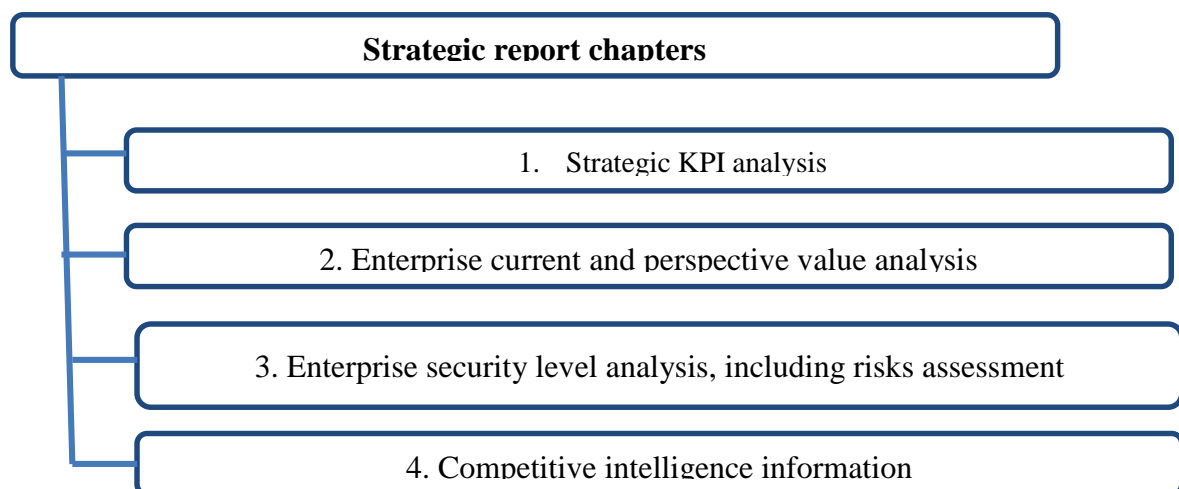 Strategic report chapters
1. Strategic KPI analysis
2. Enterprise current and perspective value analysis
3. Enterprise security level analysis, including risks assessment
4. Competitive intelligence information